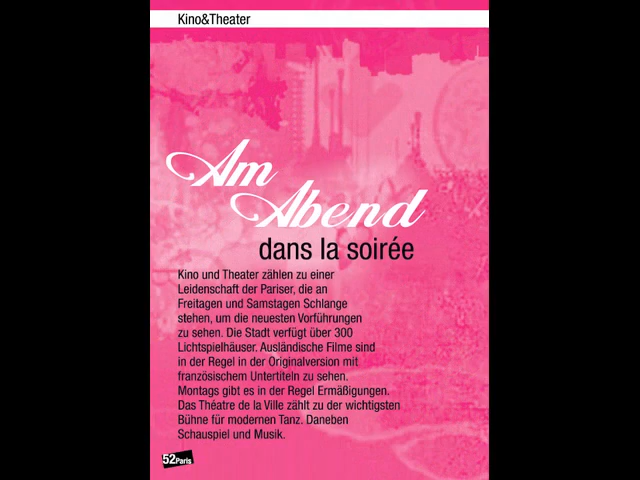 Kino&Theater
Am
Abend
dans la soirée
Kino und Theater zählen zu einer
Leidenschaft der Pariser, die an
Freitagen und Samstagen Schlange
stehen, um die neuesten Vorführungen
zu sehen. Die Stadt verfügt über 300
Lichtspielhäuser. Ausländische Filme sind
in der Regel in der Originalversion mit
französischem Untertiteln zu sehen.
Montags gibt es in der Regel Ermäßigungen.
Das Théatre de la Ville zählt zu der wichtigsten
Bühne für modernen Tanz. Daneben
Schauspiel und Musik.
52Paris